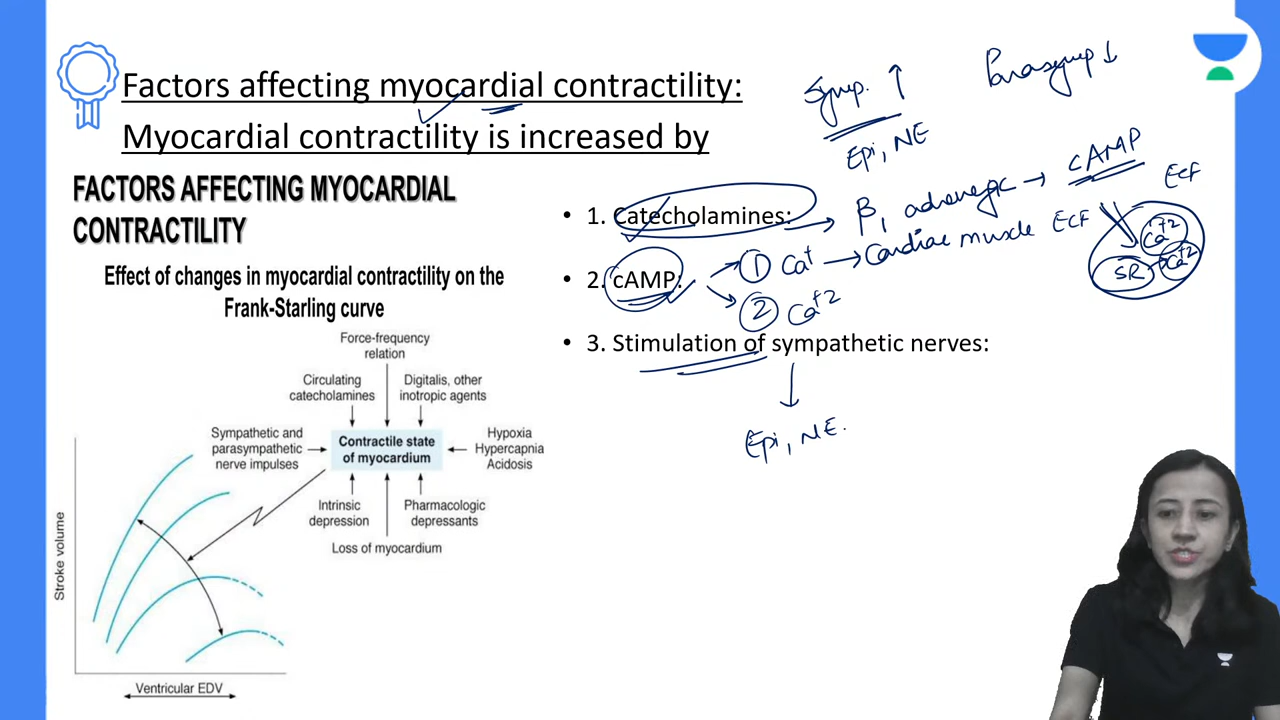 Factors affecting myocardial contractility:
Myocardial contractility is increased by
Symp. ↑
Parasymp ↓
Epi, NE
FACTORS AFFECTING MYOCARDIAL
CONTRACTILITY
Effect of changes in myocardial contractility on the
Frank-Starling curve
• 1. Catecholamines: → β1 adrenergic → cAMP
ECF
• 2. cAMP:
① Ca+ → Cardiac muscle ECF
② Ca+2
Ca+2
SR Ca+2
• 3. Stimulation of sympathetic nerves:
Epi, NE.
Force-frequency
relation
Circulating
catecholamines
Digitalis, other
inotropic agents
Sympathetic and
parasympathetic
nerve impulses
Contractile state
of myocardium
Hypoxia
Hypercapnia
Acidosis
Intrinsic
depression
Pharmacologic
depressants
Loss of myocardium
Stroke volume
Ventricular EDV